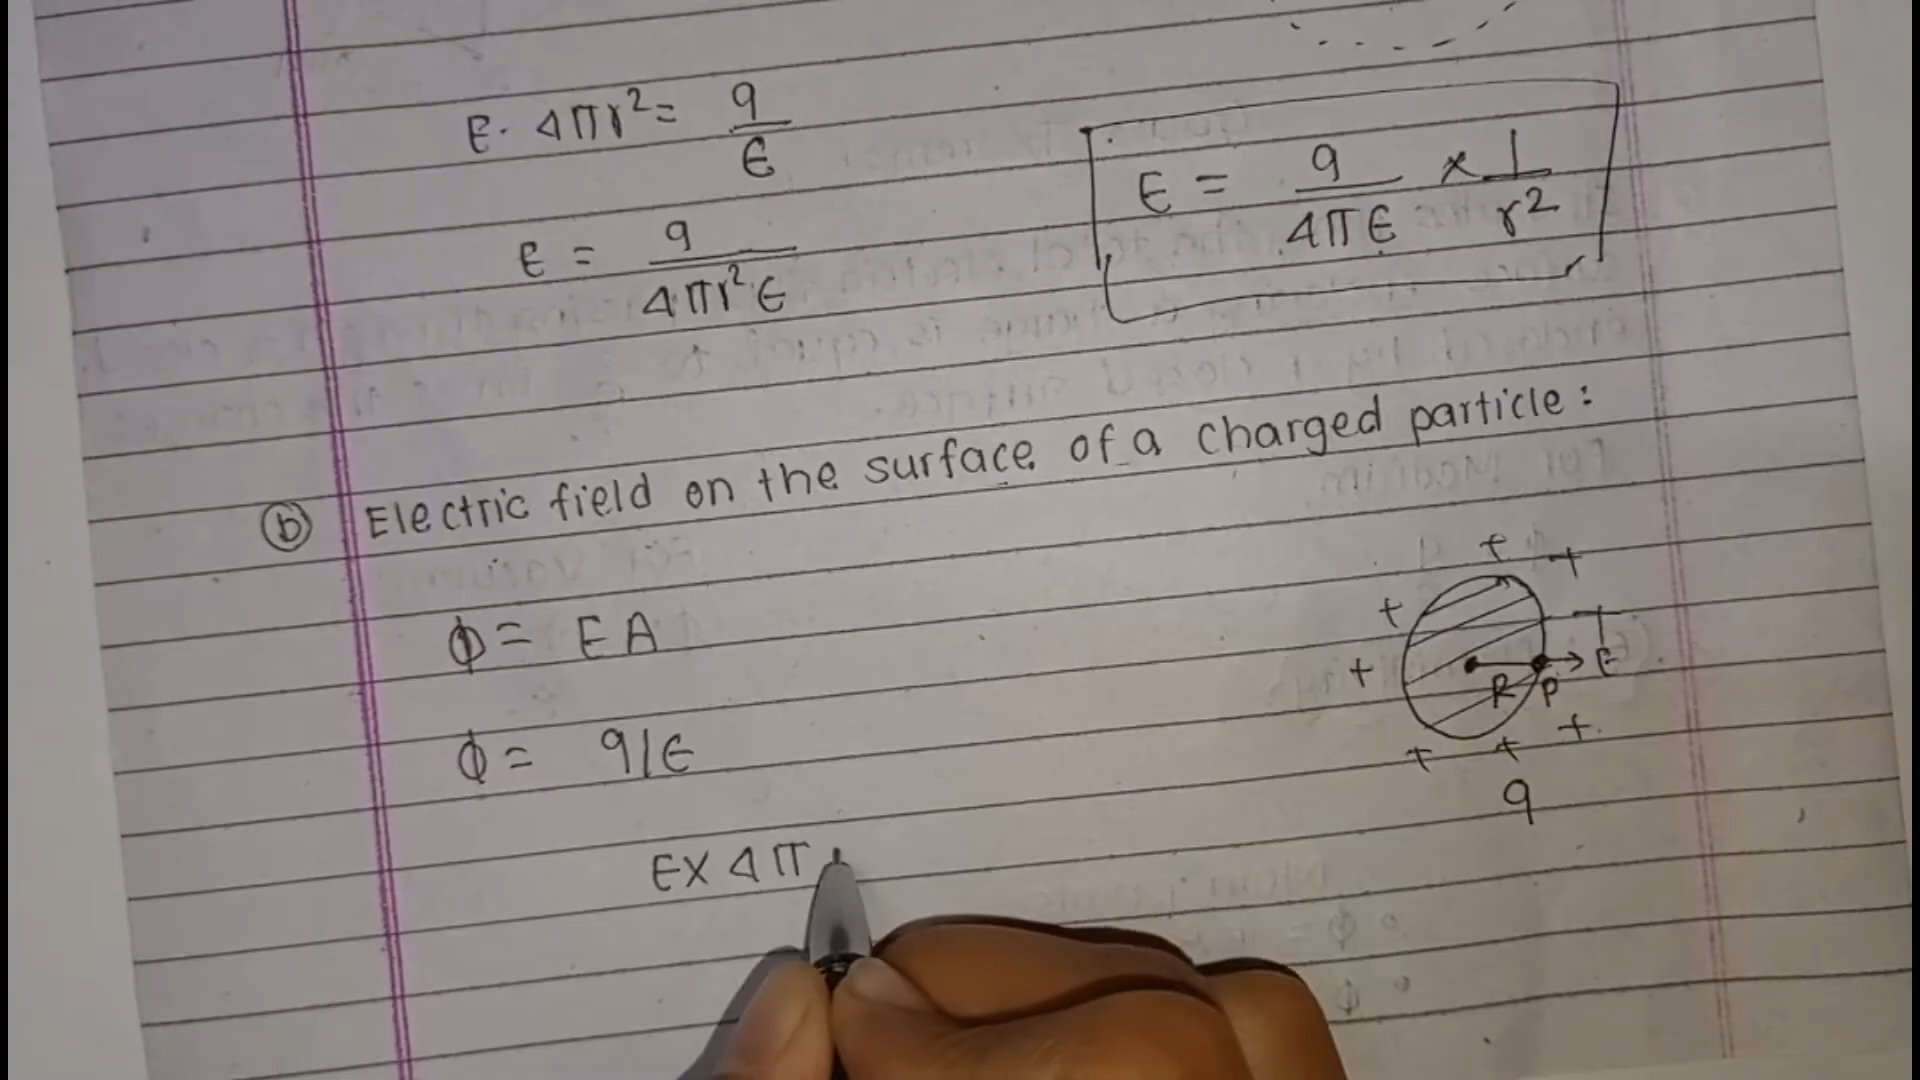 E. 4πr² = q/ϵ
E = q/4πr²ϵ
E = q/4πϵ × 1/r²
ⓑ Electric field on the surface of a charged particle:
ϕ = EA
ϕ = q/ϵ
E× 4π
+ +
+ +
+ R P E
+ + +
q